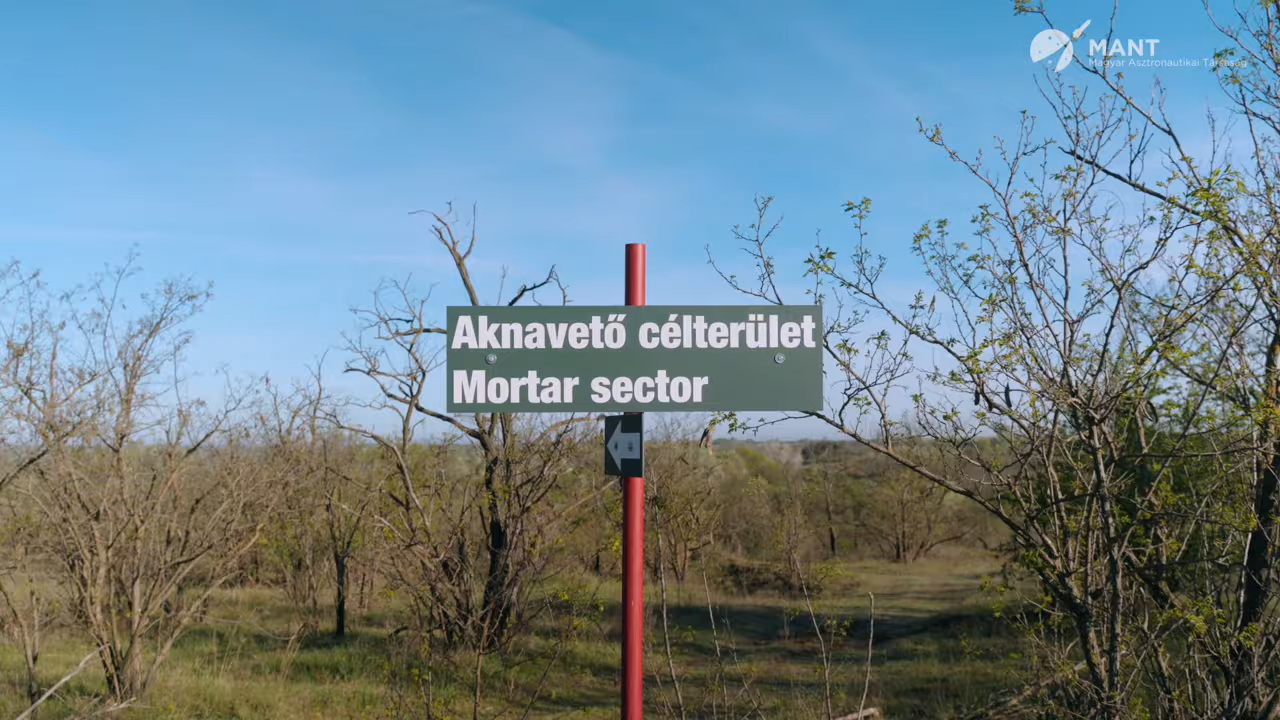 MANT
Magyar Asztronautikai Társaság
Aknavető célterület
Mortar sector